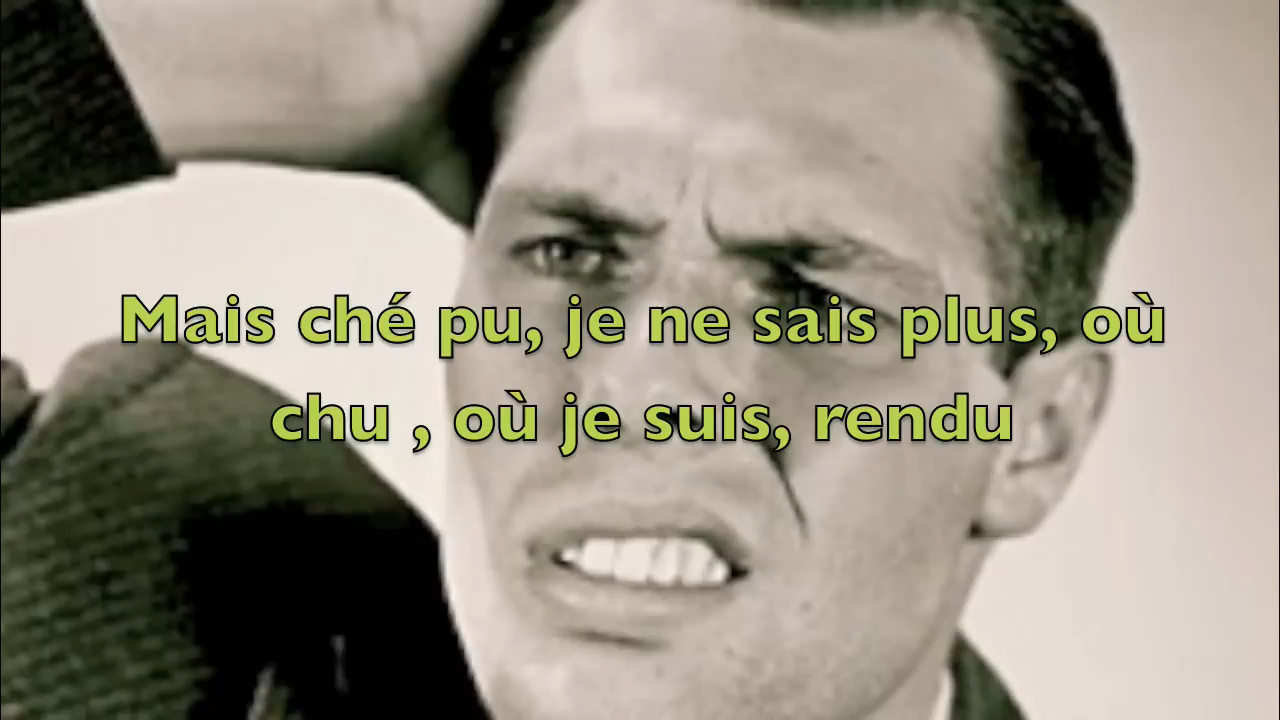 Mais ché pu, je ne sais plus, où
chu , où je suis, rendu